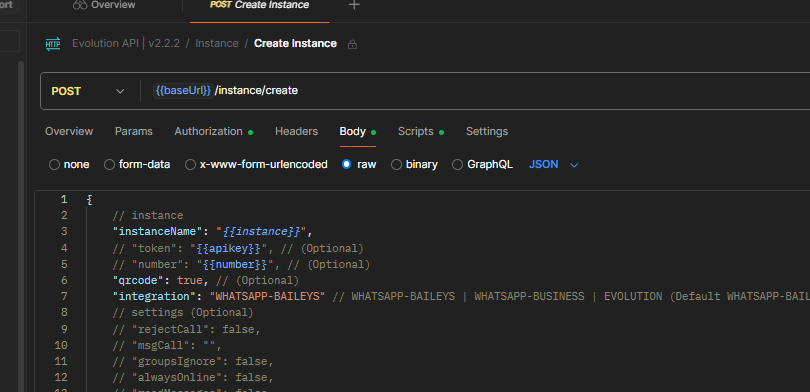 ort
Overview
POST Create Instance
+
HTTP Evolution API | v2.2.2 / Instance / Create Instance
POST {{baseUrl}} /instance/create
Overview Params Authorization Headers Body Scripts Settings
none form-data x-www-form-urlencoded raw binary GraphQL JSON
1 {
2 // instance
3 "instanceName": "{{instance}}",
4 // "token": "{{apikey}}", // (Optional)
5 // "number": "{{number}}", // (Optional)
6 "qrcode": true, // (Optional)
7 "integration": "WHATSAPP-BAILEYS" // WHATSAPP-BAILEYS | WHATSAPP-BUSINESS | EVOLUTION (Default WHATSAPP-BAIL
8 // settings (Optional)
9 // "rejectCall": false,
10 // "msgCall": "",
11 // "groupsIgnore": false,
12 // "alwaysOnline": false,